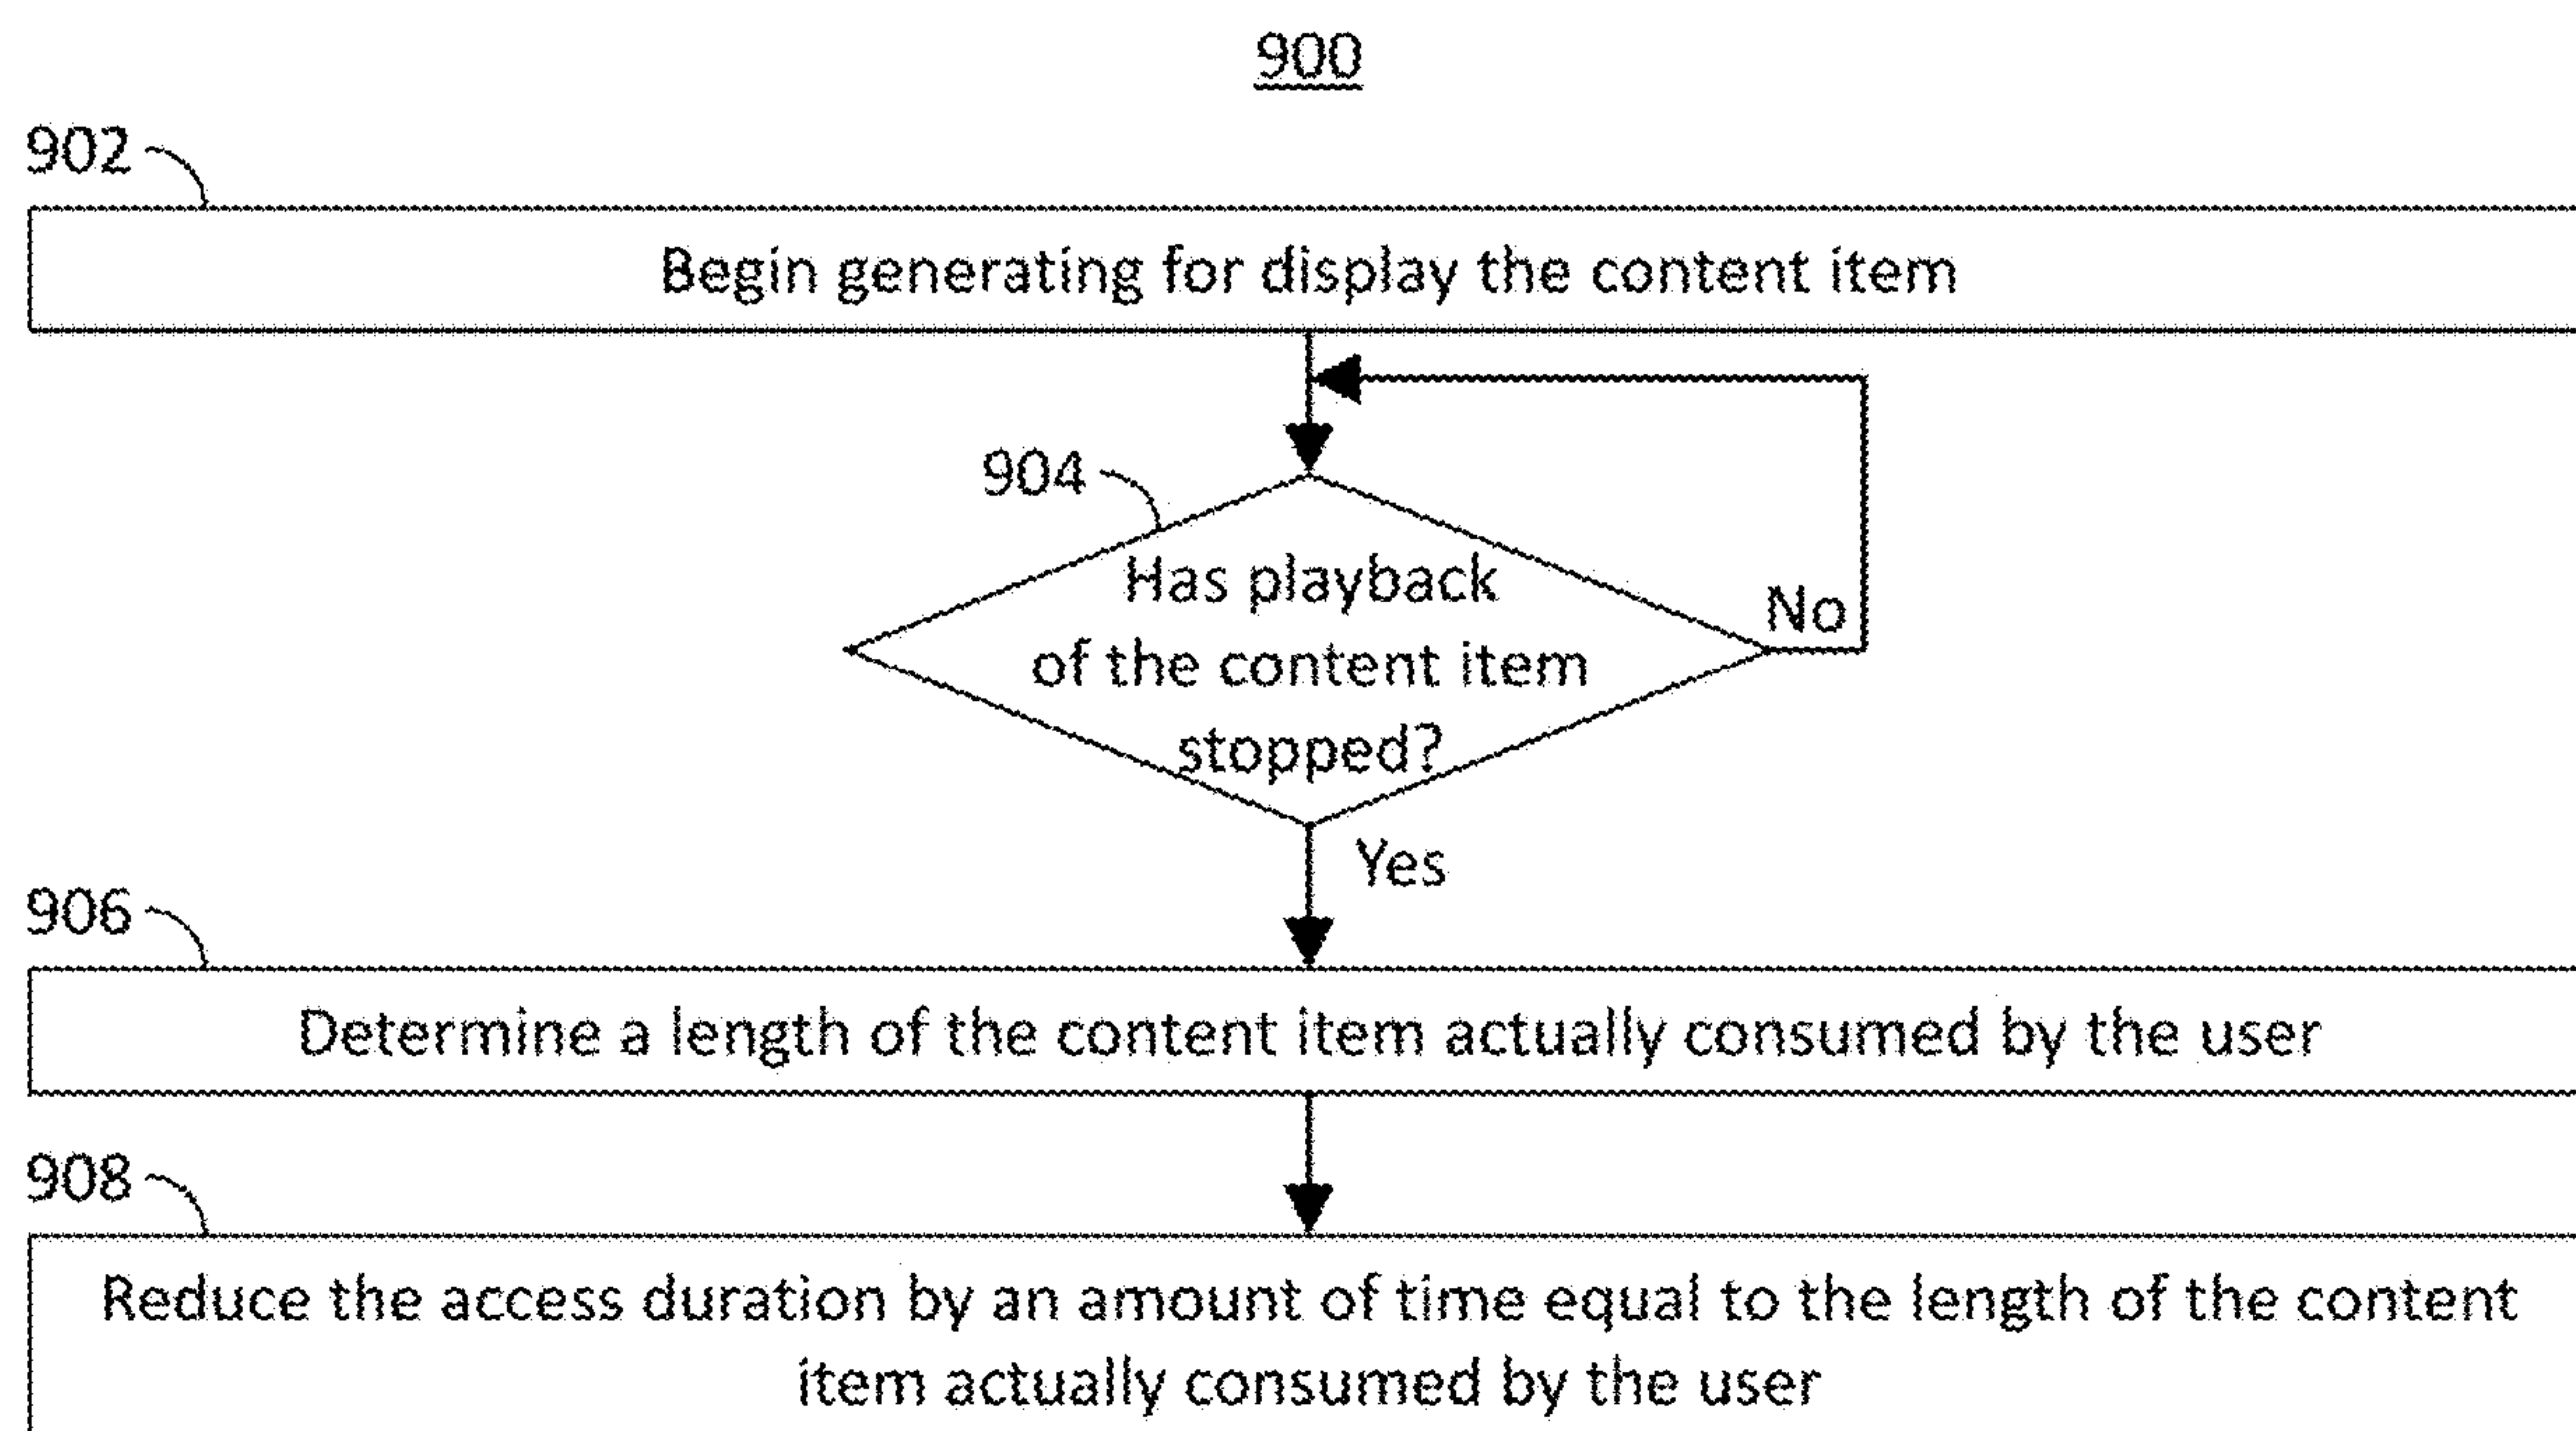 900
902
Begin generating for display the content item
904
Has playback
of the content item
stopped?
No
Yes
906
Determine a length of the content item actually consumed by the user
908
Reduce the access duration by an amount of time equal to the length of the content
item actually consumed by the user